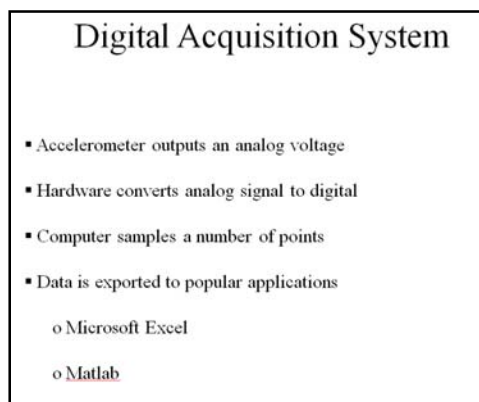 Digital Acquisition System
▪ Accelerometer outputs an analog voltage
▪ Hardware converts analog signal to digital
▪ Computer samples a number of points
▪ Data is exported to popular applications
o Microsoft Excel
o Matlab